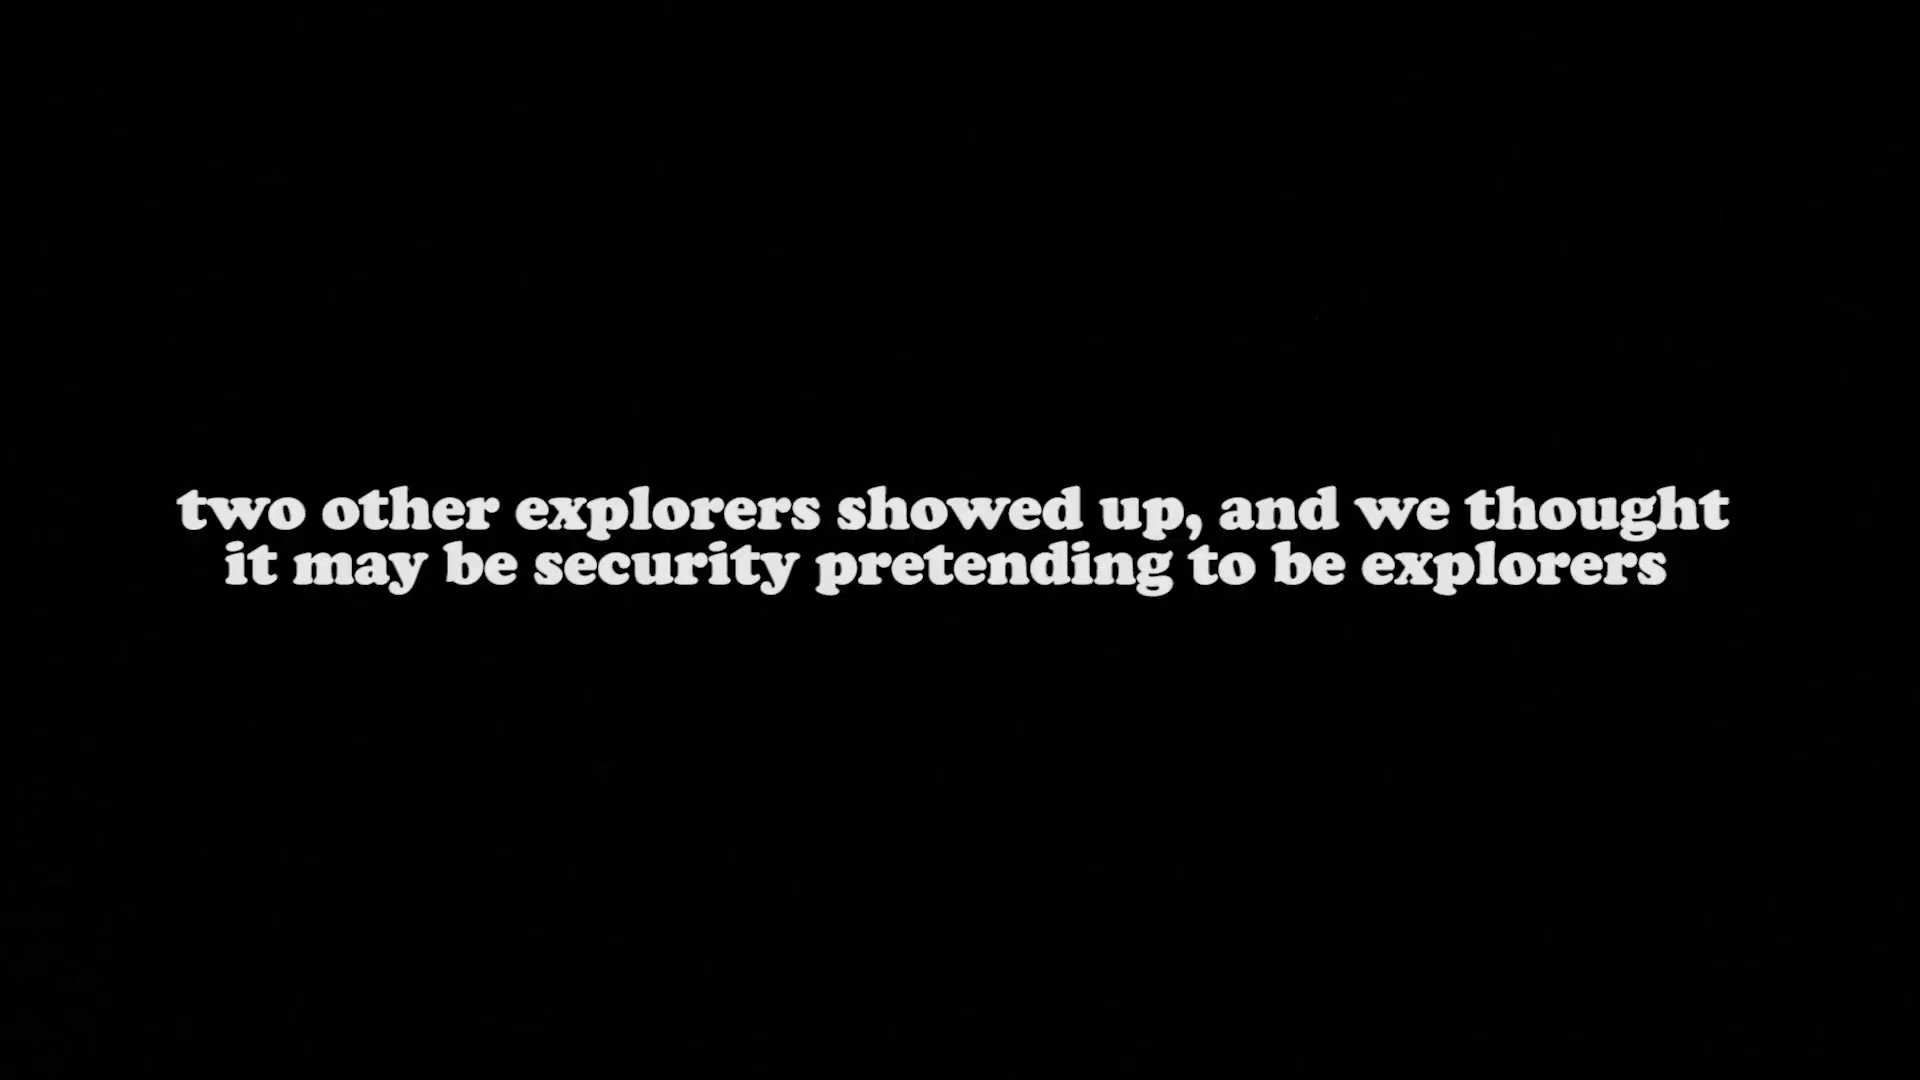 two other explorers showed up, and we thought
it may be security pretending to be explorers